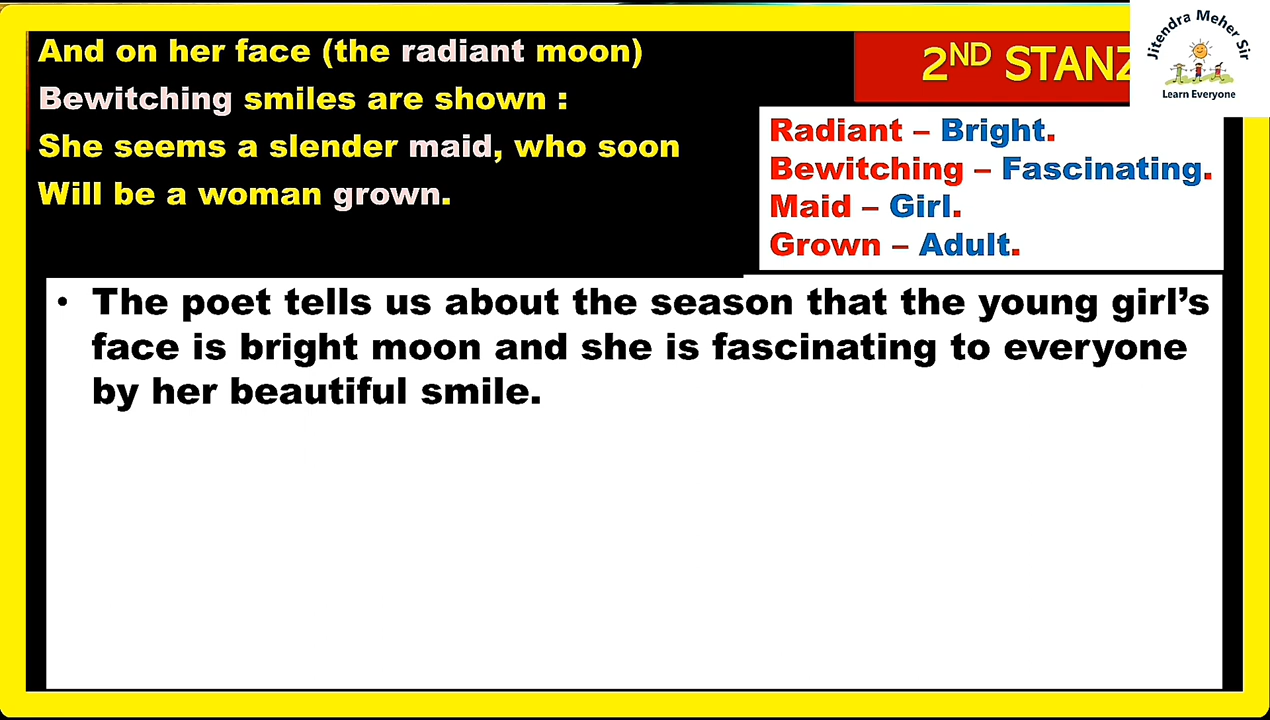 And on her face (the radiant moon)
Bewitching smiles are shown :
She seems a slender maid, who soon
Will be a woman grown.
2ND
Jitendra Meher Sir
Learn Everyone
Radiant – Bright.
Bewitching – Fascinating.
Maid – Girl.
Grown – Adult.
• The poet tells us about the season that the young girl’s
face is bright moon and she is fascinating to everyone
by her beautiful smile.